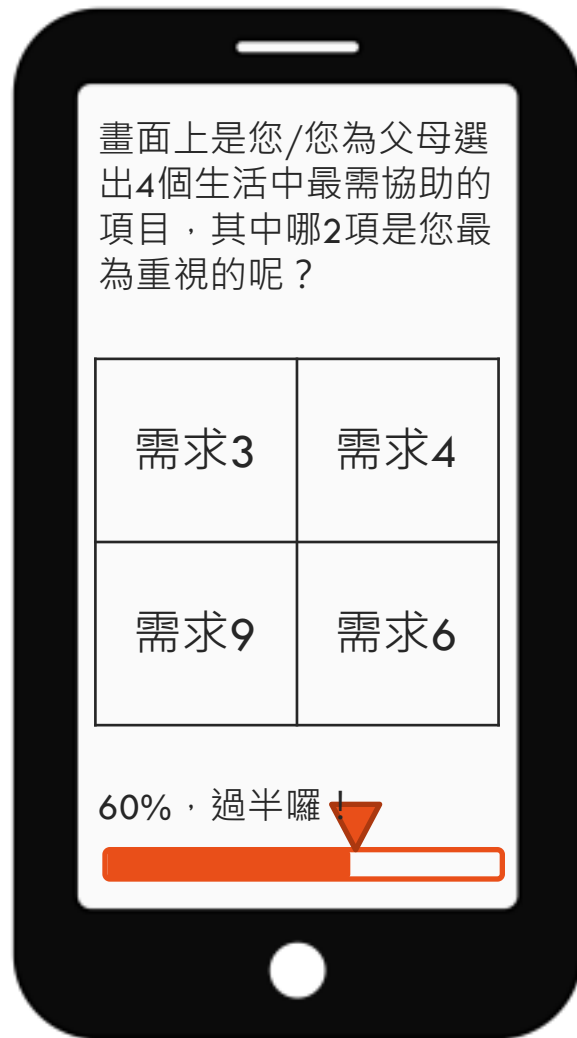 畫面上是您/您為父母選
出4個生活中最需協助的
項目，其中哪2項是您最
為重視的呢？
需求3 需求4
需求9 需求6
60%，過半囉！